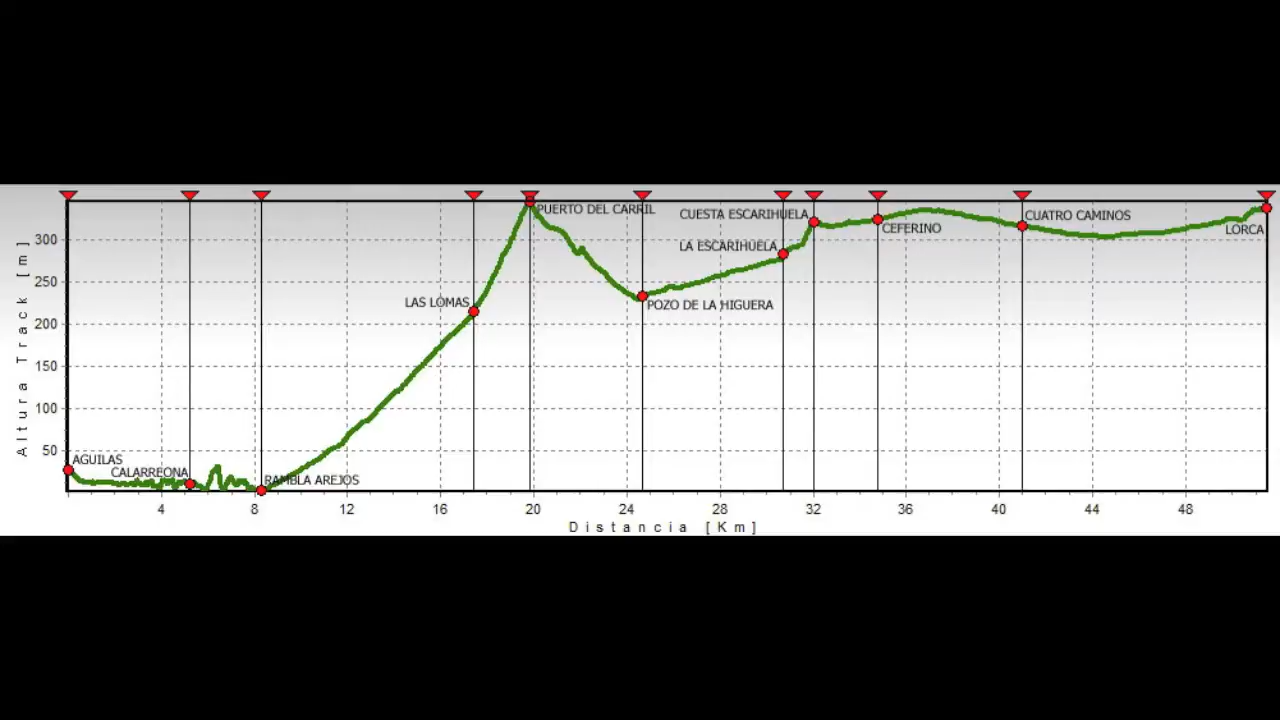 PUERTO DEL CARRIL
CUESTA ESCARIHUELA
CUATRO CAMINOS
CEFERINO
LORCA
LA ESCARIHUELA
LAS LOMAS
POZO DE LA HIGUERA
AGUILAS
CALARREONA
RAMBLA AREJOS
Altura Track [m]
300
250
200
150
100
50
4 8 12 16 20 24 28 32 36 40 44 48
Distancia [Km]